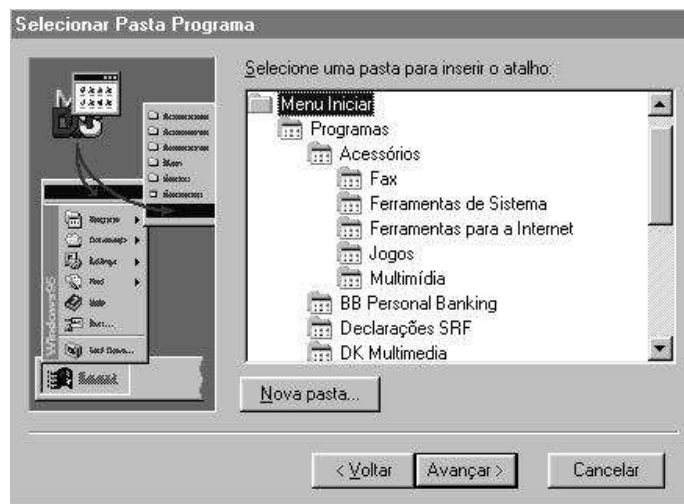 Selecionar Pasta Programa
Selecione uma pasta para inserir o atalho:
Menu Iniciar
Programas
Acessórios
Fax
Ferramentas de Sistema
Ferramentas para a Internet
Jogos
Multimídia
BB Personal Banking
Declarações SRF
DK Multimedia
Windows95
Nova pasta...
< Voltar
Avançar >
Cancelar